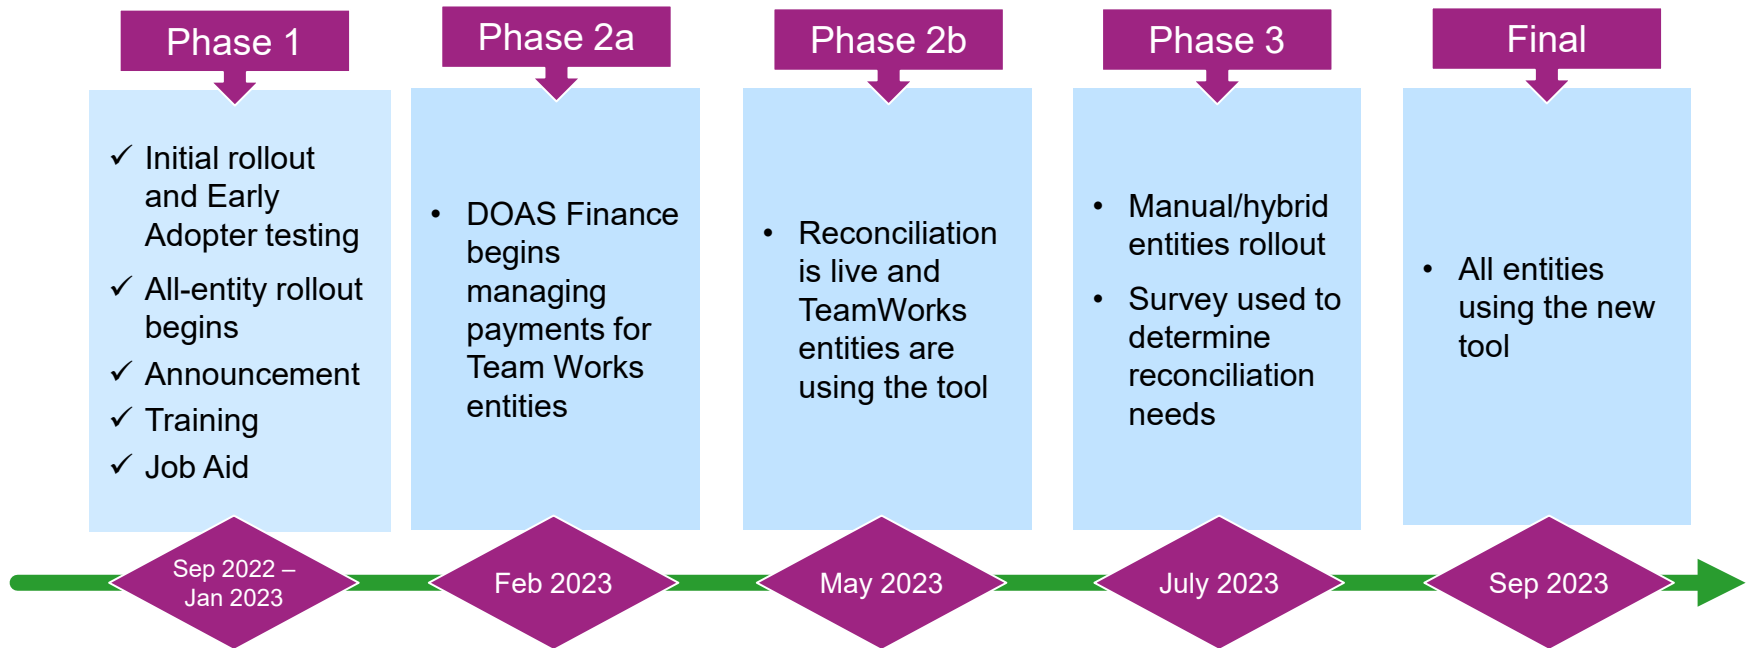 Phase 1
Initial rollout
and Early
Adopter testing
All-entity rollout
begins
Announcement
Training
Job Aid
Sep 2022 –
Jan 2023
Phase 2a
DOAS Finance
begins
managing
payments for
Team Works
entities
Feb 2023
Phase 2b
Reconciliation
is live and
TeamWorks
entities are
using the tool
May 2023
Phase 3
Manual/hybrid
entities rollout
Survey used to
determine
reconciliation
needs
July 2023
Final
All entities
using the new
tool
Sep 2023